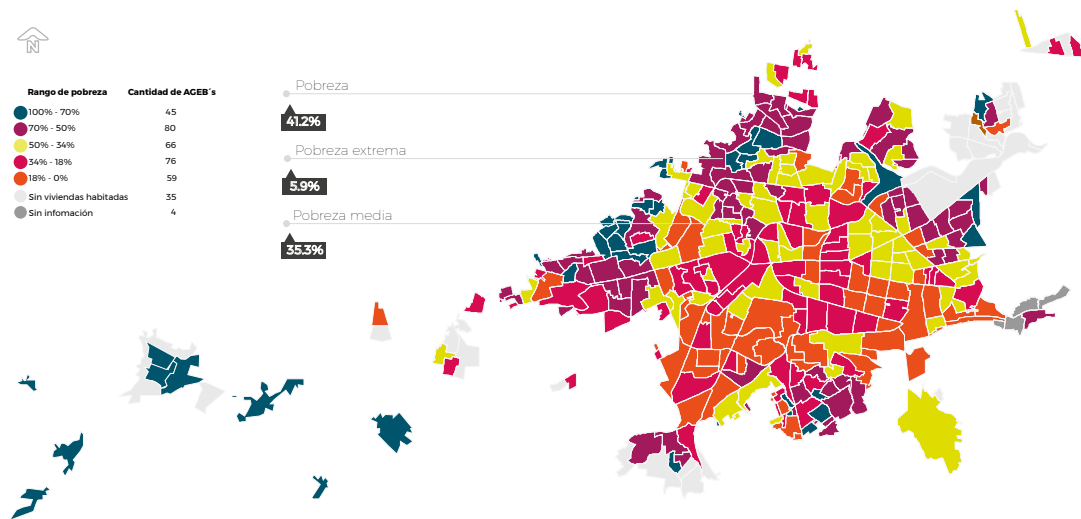 N
Rango de pobreza Cantidad de AGEB´s
100% - 70% 45
70% - 50% 80
50% - 34% 66
34% - 18% 76
18% - 0% 59
Sin viviendas habitadas 35
Sin infomación 4
Pobreza
41.2%
Pobreza extrema
5.9%
Pobreza media
35.3%